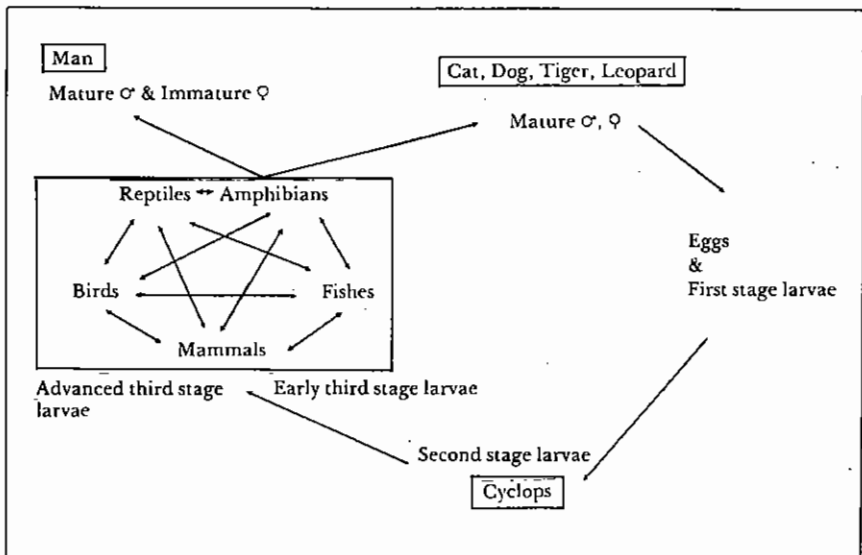 Man
Mature ♂ & Immature ♀
Cat, Dog, Tiger, Leopard
Mature ♂, ♀
Reptiles ↔ Amphibians
Birds
Fishes
Mammals
Eggs
&
First stage larvae
Advanced third stage
larvae
Early third stage larvae
Second stage larvae
Cyclops